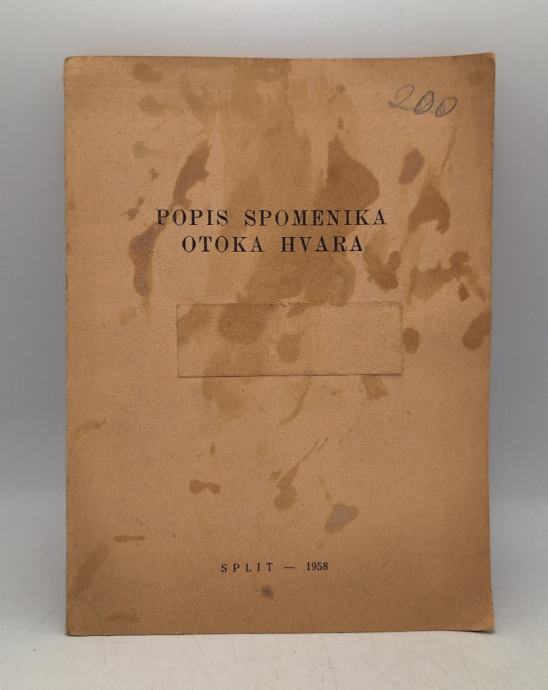 200
POPIS SPOMENIKA
OTOKA HVARA
SPLIT — 1958